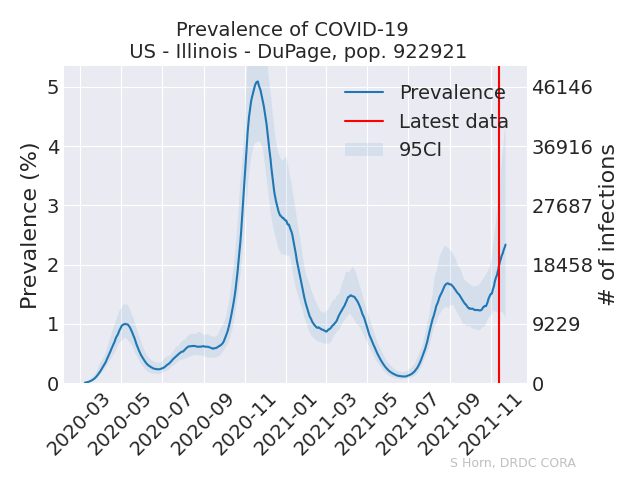 Prevalence of COVID-19
US - Illinois - DuPage, pop. 922921
Prevalence
Latest data
95CI
Prevalence (%)
5
4
3
2
1
0
46146
36916
27687
18458
9229
0
# of infections
2020-03
2020-05
2020-07
2020-09
2020-11
2021-01
2021-03
2021-05
2021-07
2021-09
2021-11
S Horn, DRDC CORA